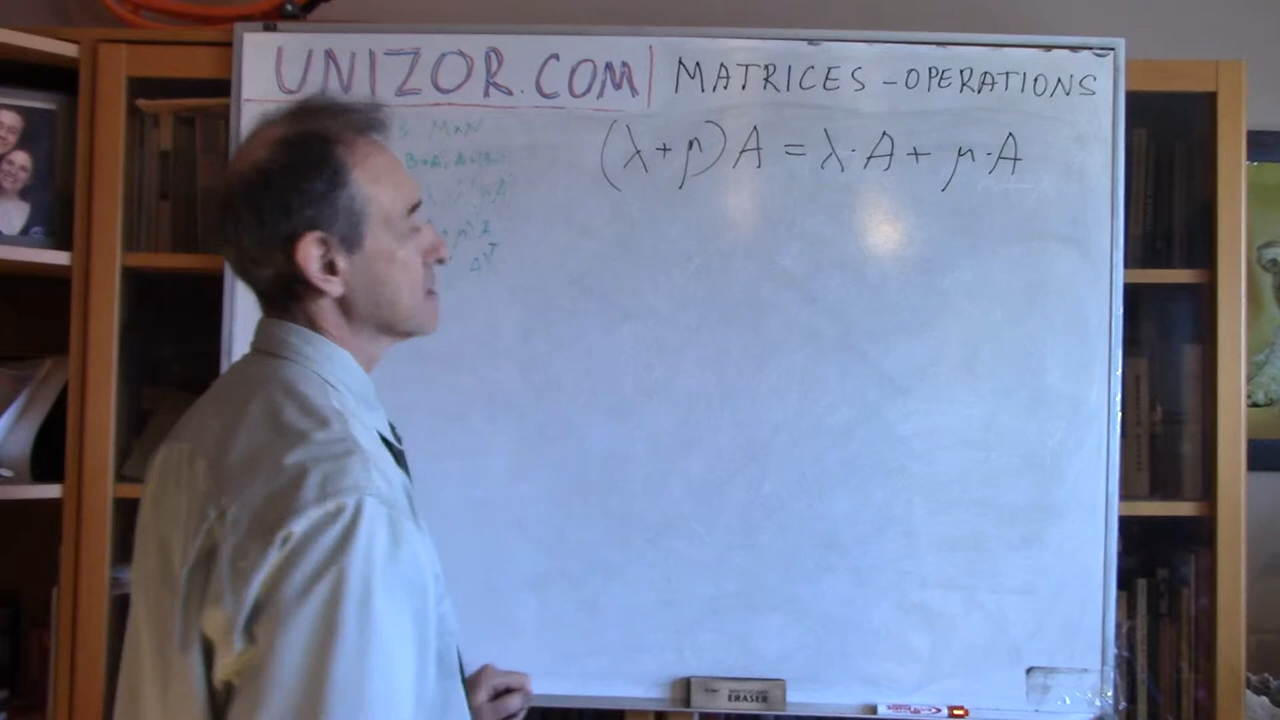 UNIZOR.COM | MATRICES - OPERATIONS
(λ+μ)A = λ·A + μ·A
M×N
ERASER